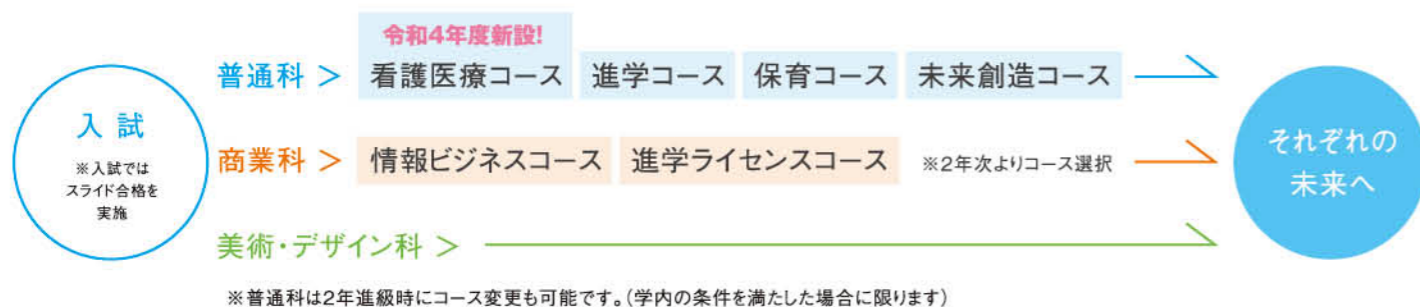 令和4年度新設!
普通科 > 看護医療コース 進学コース 保育コース 未来創造コース
入 試
※入試では
スライド合格を
実施
商業科 > 情報ビジネスコース 進学ライセンスコース ※2年次よりコース選択
美術・デザイン科 >
それぞれの
未来へ
※普通科は2年進級時にコース変更も可能です。(学内の条件を満たした場合に限ります)